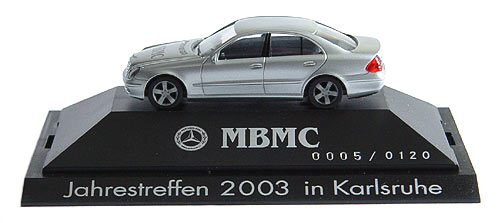 MBMC
0005/0120
Jahrestreffen 2003 in Karlsruhe